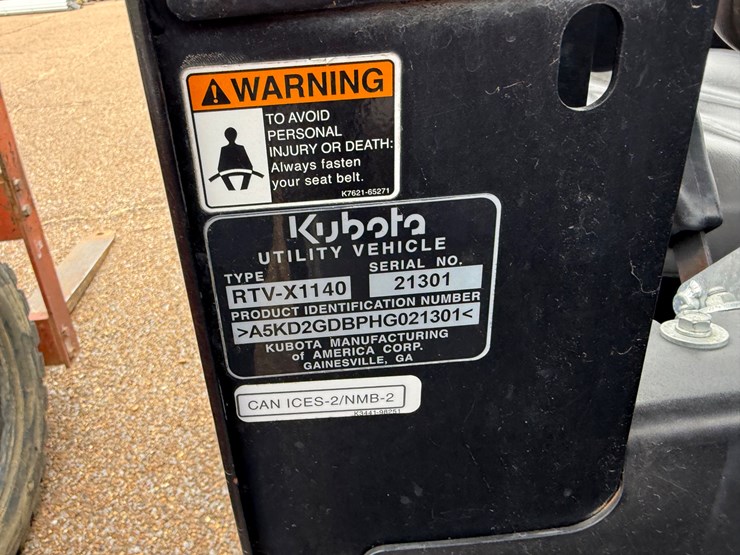 WARNING
TO AVOID
PERSONAL
INJURY OR DEATH:
Always fasten
your seat belt.
K7621-65271
Kubota
UTILITY VEHICLE
TYPE SERIAL NO.
RTV-X1140 21301
PRODUCT IDENTIFICATION NUMBER
>A5KD2GDBPHG021301<
KUBOTA MANUFACTURING
of AMERICA CORP.
GAINESVILLE, GA
CAN ICES-2/NMB-2
K3441-98261